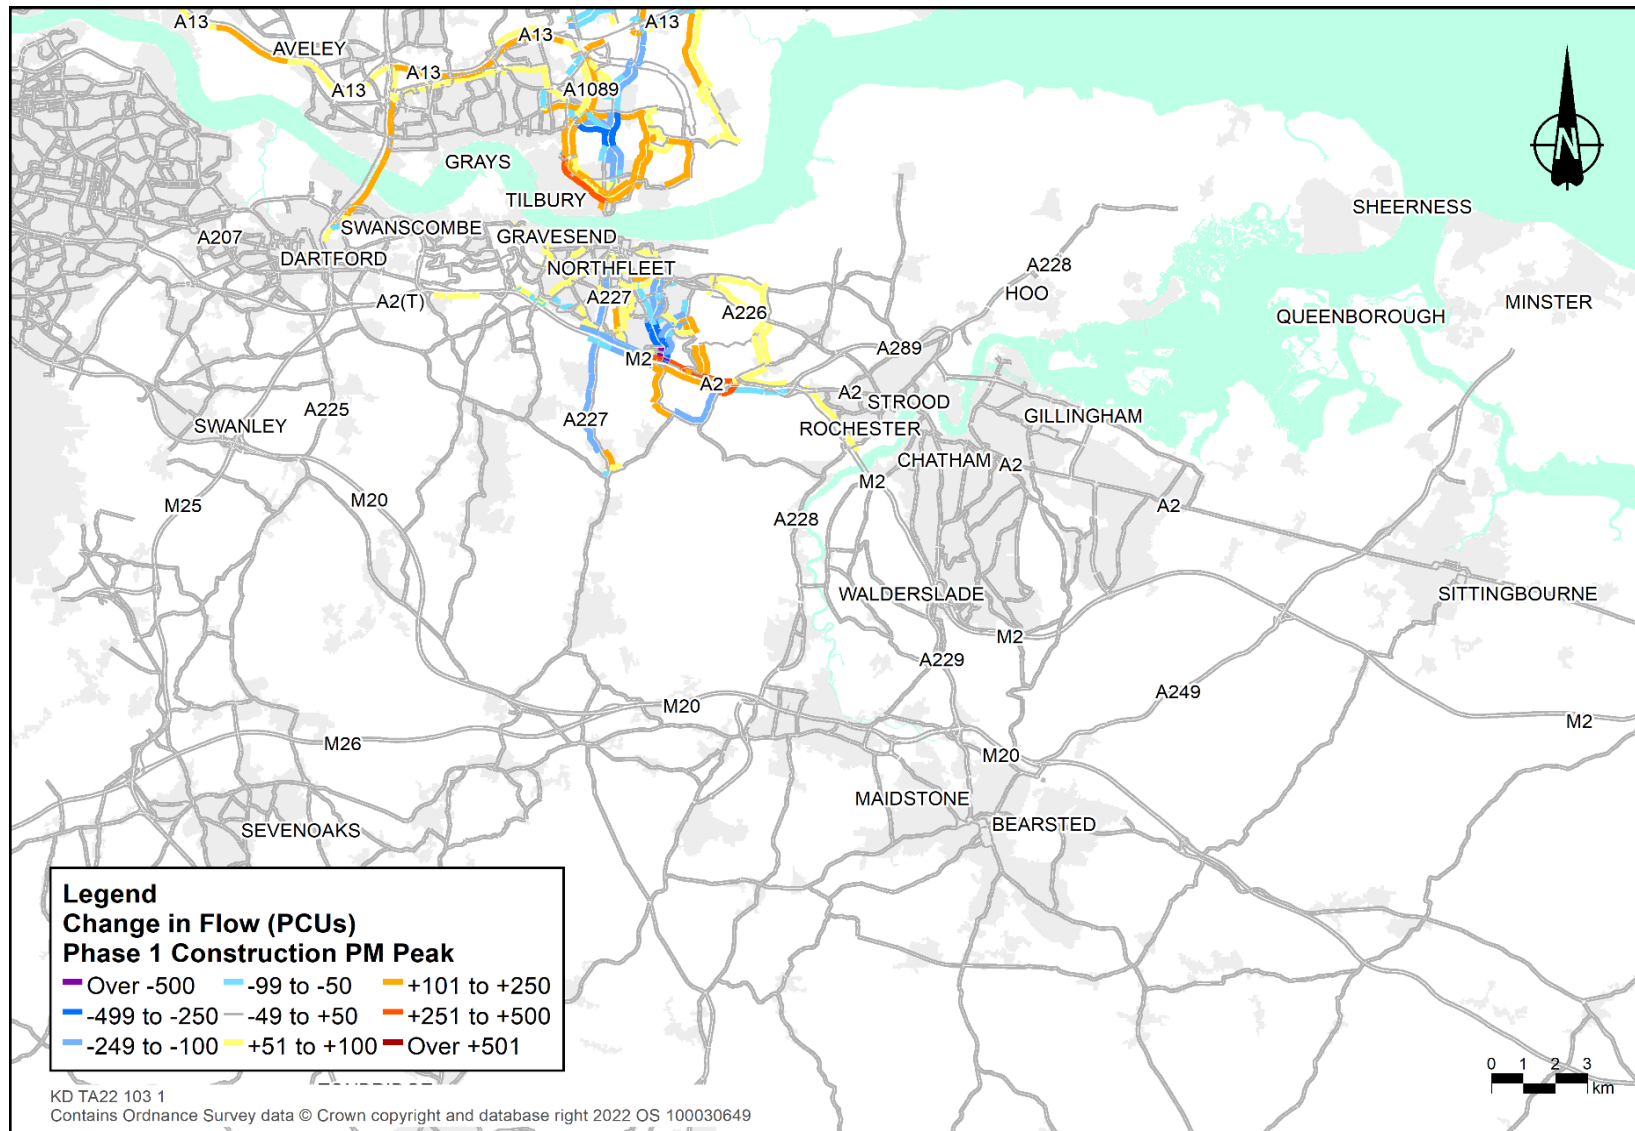 A13
A13
A13
AVELEY
A13
A13
A1089
GRAYS
TILBURY
SHEERNESS
SWANSCOMBE
A207
GRAVESEND
DARTFORD
NORTHFLEET
A228
HOO
A2(T)
A227
A226
MINSTER
QUEENBOROUGH
A289
M2
A2
A2
STROOD
A225
GILLINGHAM
A227
SWANLEY
ROCHESTER
CHATHAM
A2
M2
M20
M25
A2
A228
WALDERSLADE
SITTINGBOURNE
M2
A229
A249
M20
M2
M26
M20
MAIDSTONE
BEARSTED
SEVENOAKS
Legend
Change in Flow (PCUs)
Phase 1 Construction PM Peak
Over -500 -99 to -50 +101 to +250
-499 to -250 -49 to +50 +251 to +500
-249 to -100 +51 to +100 Over +501
N
0 1 2 3
km
KD TA22 103 1
Contains Ordnance Survey data © Crown copyright and database right 2022 OS 100030649